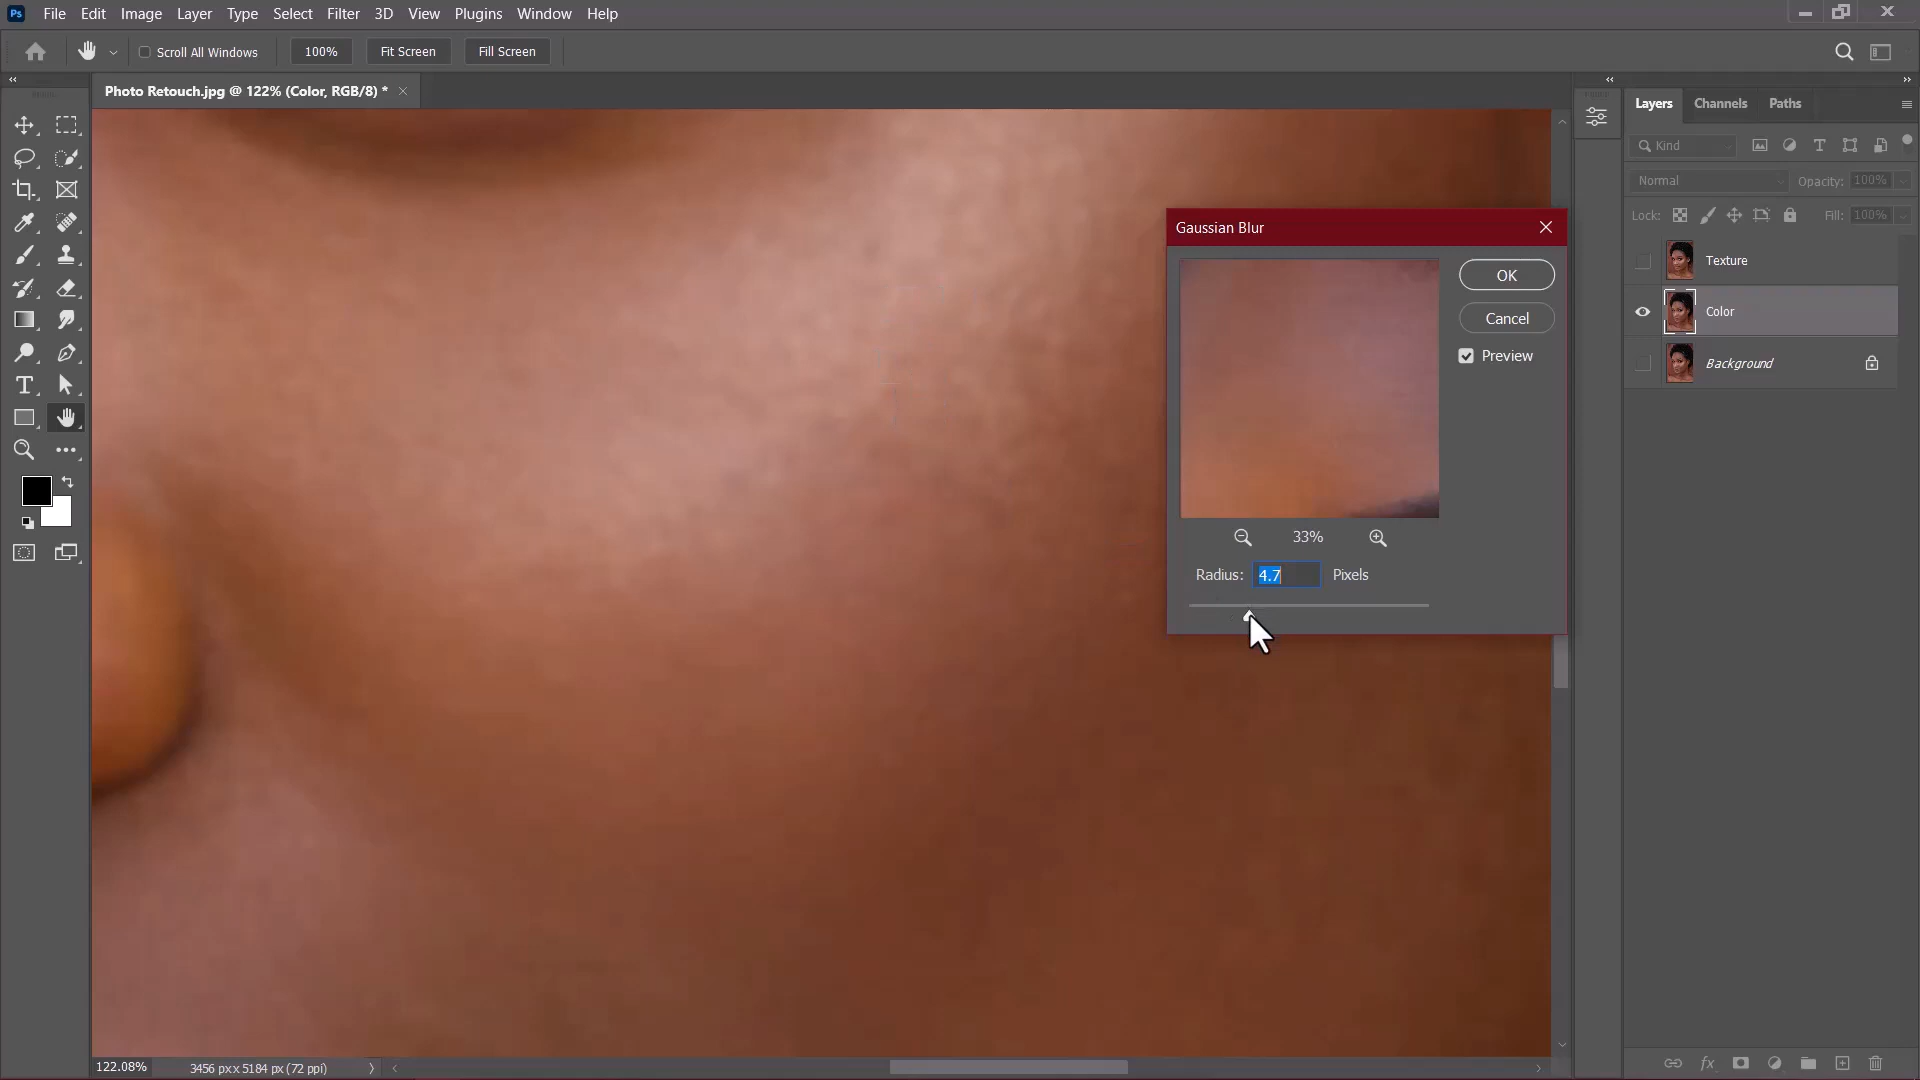 Ps File Edit Image Layer Type Select Filter 3D View Plugins Window Help
Scroll All Windows 100% Fit Screen Fill Screen
Photo Retouch.jpg @ 122% (Color, RGB/8) *
Layers Channels Paths
Kind
Normal Opacity: 100%
Lock: Fill: 100%
Texture
Color
Background
Gaussian Blur
OK
Cancel
Preview
33%
Radius: 4.7 Pixels
122.08% 3456 px x 5184 px (72 ppi)